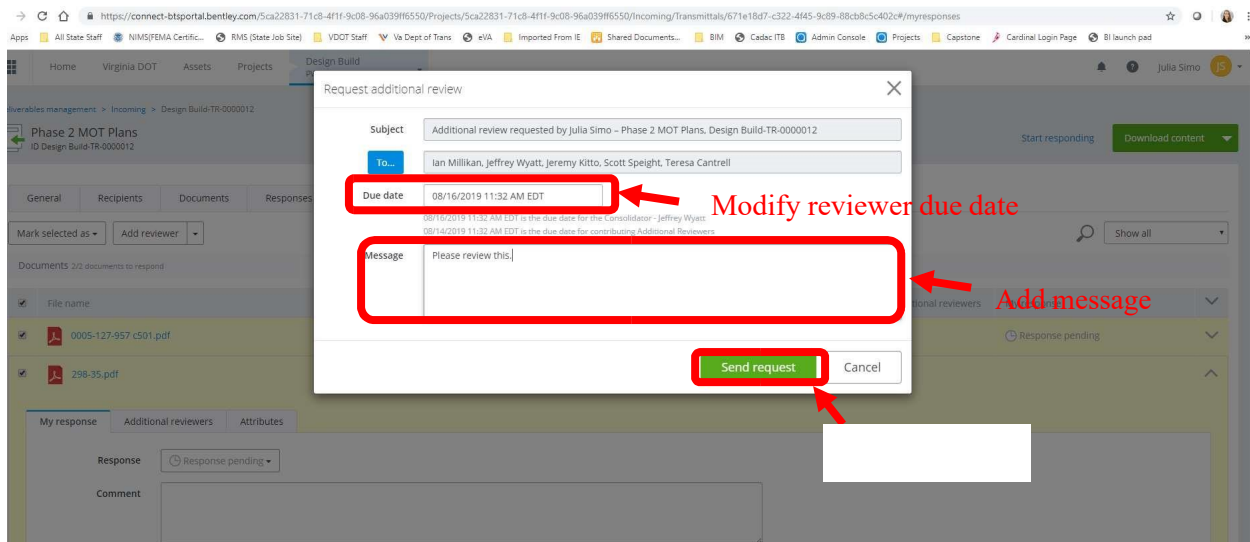 https://connect-btsportal.bentley.com/5ca22831-71c8-4f1f-9c08-96a039ff6550/Projects/5ca22831-71c8-4f1f-9c08-96a039ff6550/Incoming/Transmittals/671e18d7-c322-4f45-9c89-88cb8c5c402c#/myresponses
Apps All State Staff NIMS(FEMA Certific... RMS (State Job Site) VDOT Staff Va Dept of Trans eVA Imported From IE Shared Documents... BIM Cadac ITB Admin Console Projects Capstone Cardinal Login Page BI launch pad
Home Virginia DOT Assets Projects Design Build Julia Simo JS
Request additional review
Incoming > Design Build-TR-0000012
Phase 2 MOT Plans
ID Design Build-TR-0000012
Start responding Download content
Subject Additional review requested by Julia Simo – Phase 2 MOT Plans, Design Build-TR-0000012
To... Ian Millikan, Jeffrey Wyatt, Jeremy Kitto, Scott Speight, Teresa Cantrell
General Recipients Documents Responses
Due date 08/16/2019 11:32 AM EDT
Modify reviewer due date
08/16/2019 11:32 AM EDT is the due date for the Consolidator - Jeffrey Wyatt
08/14/2019 11:32 AM EDT is the due date for contributing Additional Reviewers
Mark selected as Add reviewer Show all
Message Please review this.
Documents 2/2 documents to respond
File name reviewers
Add message
0005-127-957 c501.pdf Response pending
Send request Cancel
298-35.pdf
My response Additional reviewers Attributes
Response Response pending
Comment